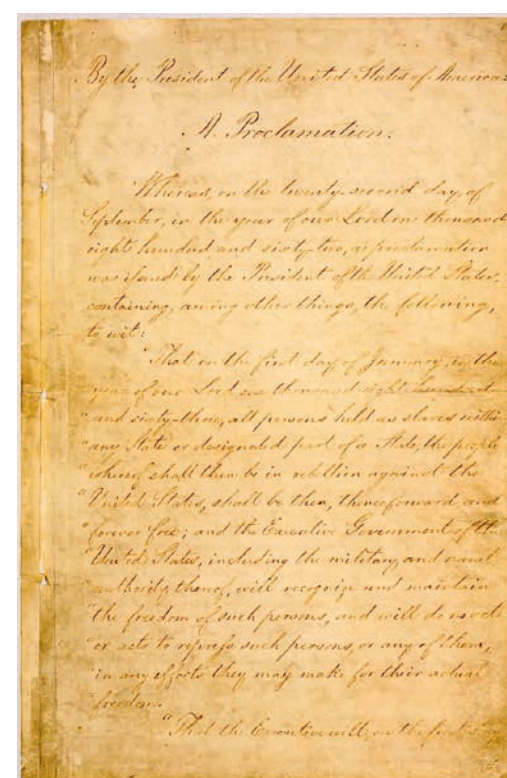 By the President of the United States of America:
A Proclamation.
Whereas, on the twenty-second day of
September, in the year of our Lord one thousand
eight hundred and sixty-two, a proclamation
was issued by the President of the United States,
containing, among other things, the following,
to wit:
"That on the first day of January, in the
"year of our Lord one thousand eight hundred
"and sixty-three, all persons held as slaves within
"any State or designated part of a State, the people
"whereof shall then be in rebellion against the
"United States, shall be then, thenceforward, and
"forever free; and the Executive Government of the
"United States, including the military and naval
"authority thereof, will recognize and maintain
"the freedom of such persons, and will do no act
"or acts to repress such persons, or any of them,
"in any efforts they may make for their actual
"freedom.
"That the Executive will, on the first